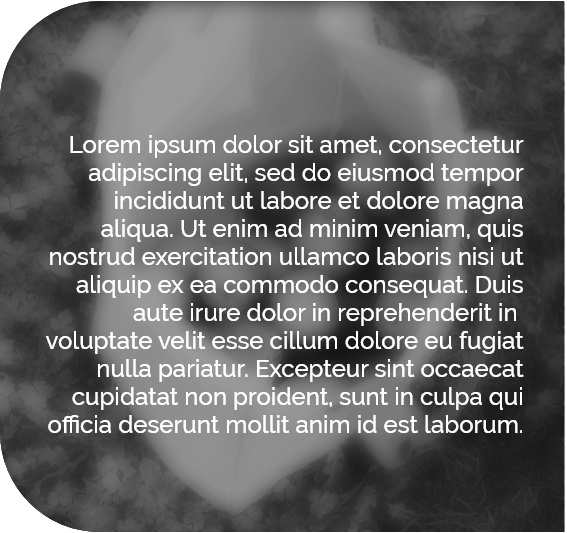 Lorem ipsum dolor sit amet, consectetur
adipiscing elit, sed do eiusmod tempor
incididunt ut labore et dolore magna
aliqua. Ut enim ad minim veniam, quis
nostrud exercitation ullamco laboris nisi ut
aliquip ex ea commodo consequat. Duis
aute irure dolor in reprehenderit in
voluptate velit esse cillum dolore eu fugiat
nulla pariatur. Excepteur sint occaecat
cupidatat non proident, sunt in culpa qui
officia deserunt mollit anim id est laborum.